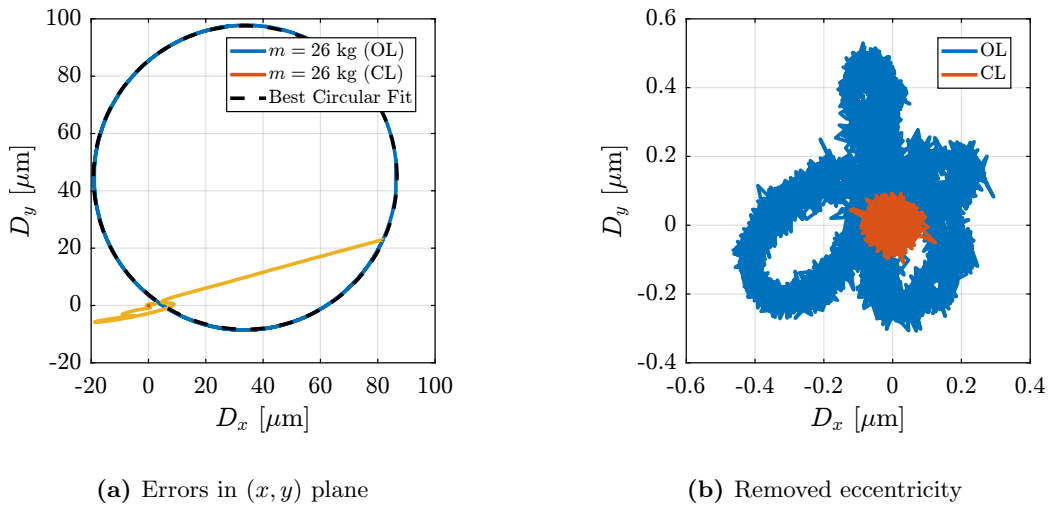 100
80
60
40
20
0
-20
-20
0
20
40
60
80
100
D_y [μm]
D_x [μm]
m = 26 kg (OL)
m = 26 kg (CL)
Best Circular Fit
(a) Errors in (x, y) plane
0.6
0.4
0.2
0
-0.2
-0.4
-0.6
-0.4
-0.2
0
0.2
0.4
D_y [μm]
D_x [μm]
OL
CL
(b) Removed eccentricity